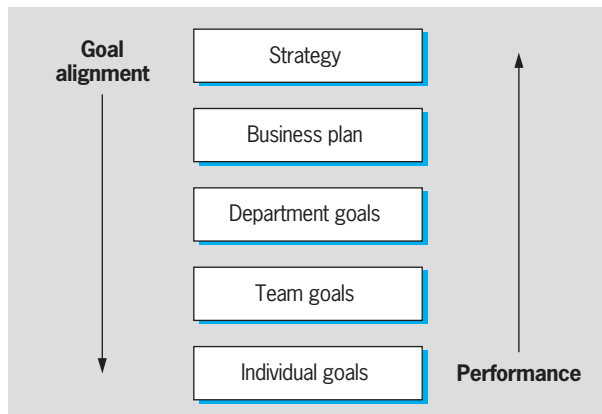 Goal
alignment
Strategy
Business plan
Department goals
Team goals
Individual goals
Performance